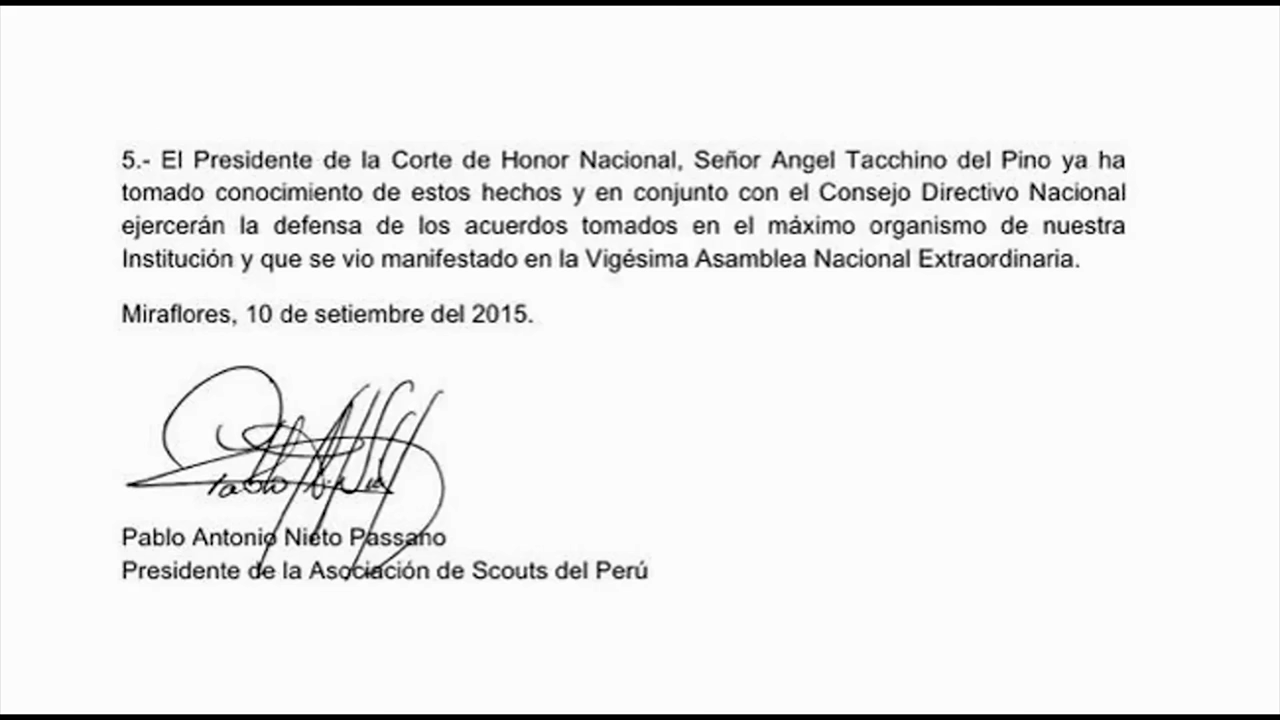 5.- El Presidente de la Corte de Honor Nacional, Señor Angel Tacchino del Pino ya ha
tomado conocimiento de estos hechos y en conjunto con el Consejo Directivo Nacional
ejercerán la defensa de los acuerdos tomados en el máximo organismo de nuestra
Institución y que se vio manifestado en la Vigésima Asamblea Nacional Extraordinaria.
Miraflores, 10 de setiembre del 2015.
Pablo Antonio Nieto Passano
Presidente de la Asociación de Scouts del Perú